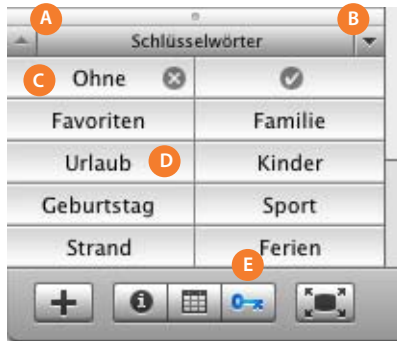 A B
Schlüsselwörter
C Ohne
Favoriten Familie
Urlaub D Kinder
Geburtstag Sport
Strand E Ferien